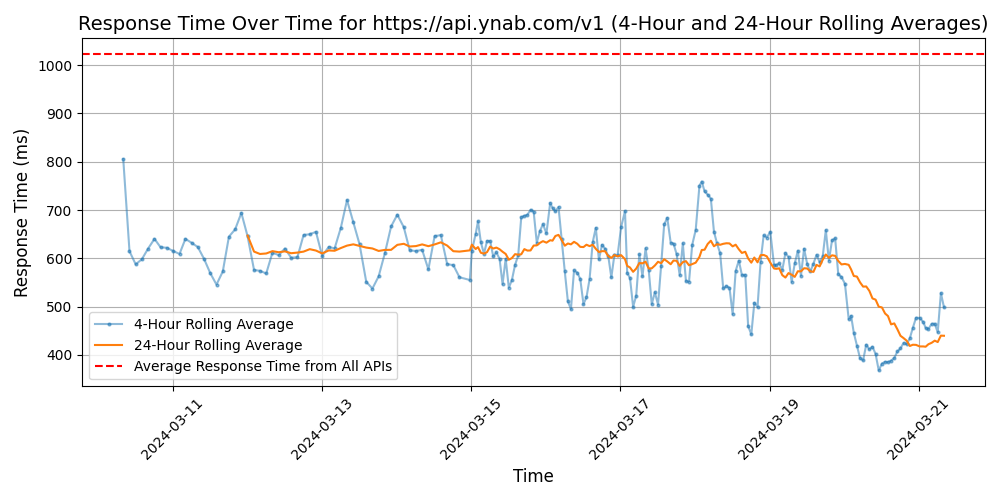 Response Time Over Time for https://api.ynab.com/v1 (4-Hour and 24-Hour Rolling Averages)
Response Time (ms)
1000
900
800
700
600
500
400
4-Hour Rolling Average
24-Hour Rolling Average
Average Response Time from All APIs
2024-03-11
2024-03-13
2024-03-15
2024-03-17
2024-03-19
2024-03-21
Time